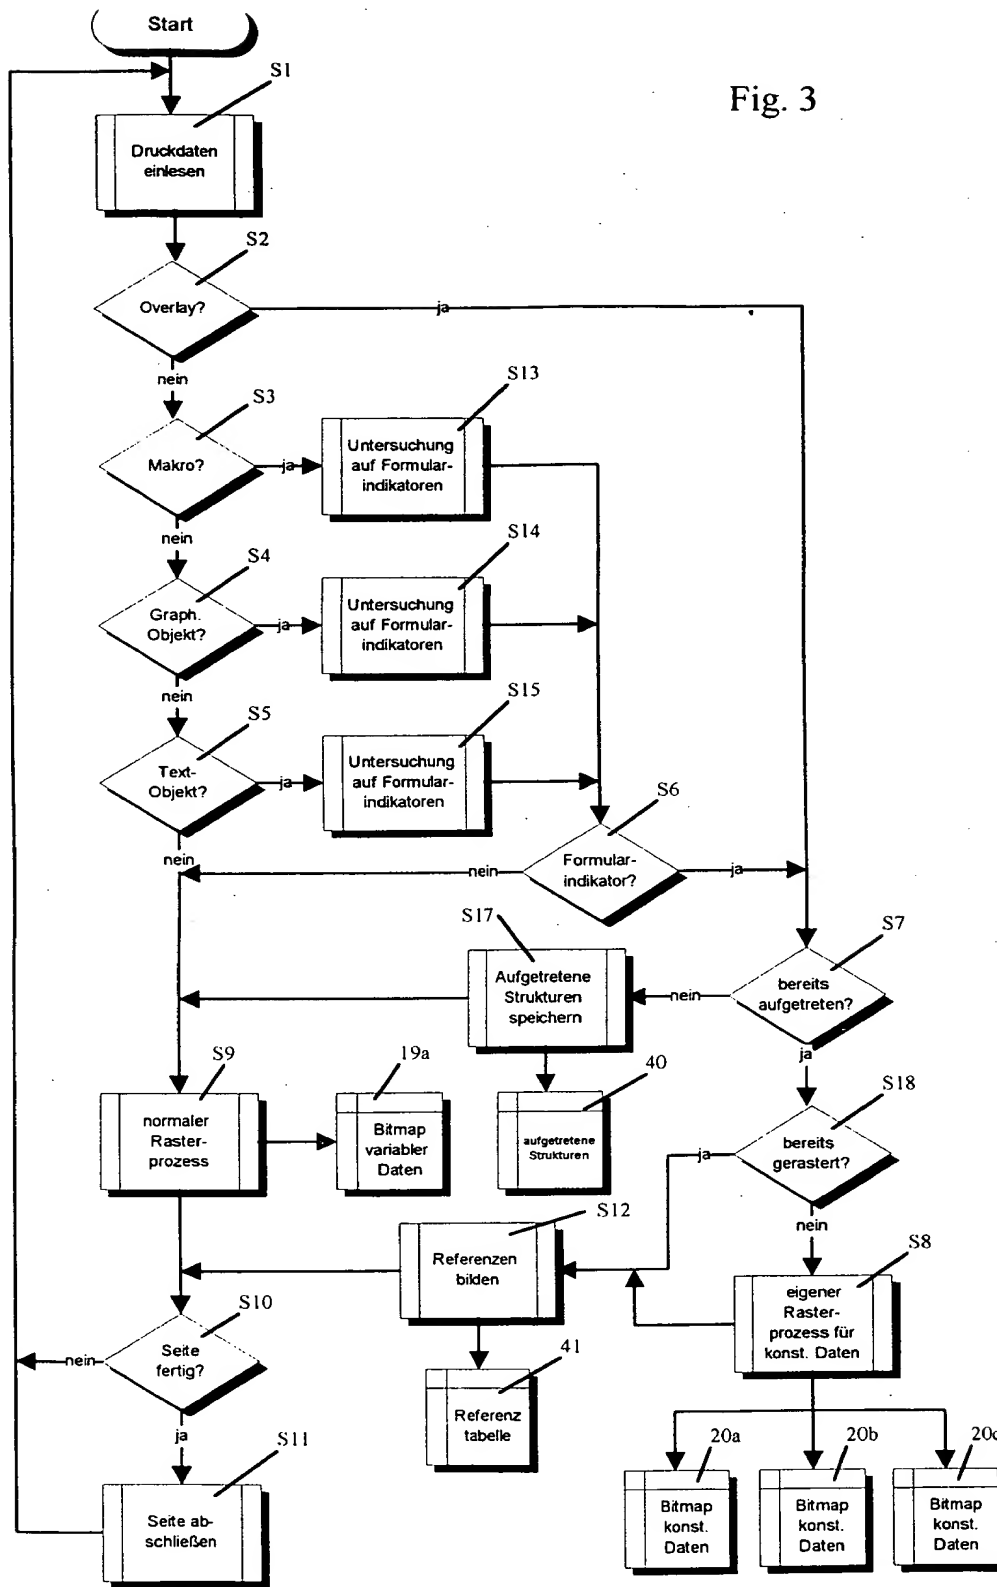 Start
Fig. 3
S1
Druckdaten
einlesen
S2
Overlay?
ja
nein
S3
Makro?
ja
S13
Untersuchung
auf Formular-
indikatoren
nein
S4
Graph.
Objekt?
ja
S14
Untersuchung
auf Formular-
indikatoren
nein
S5
Text-
Objekt?
ja
S15
Untersuchung
auf Formular-
indikatoren
nein
S6
Formular-
indikator?
nein
ja
S7
bereits
aufgetreten?
nein
ja
S17
Aufgetretene
Strukturen
speichern
40
aufgetretene
Strukturen
S9
normaler
Raster-
prozess
19a
Bitmap
variabler
Daten
S18
bereits
gerastert?
ja
nein
S12
Referenzen
bilden
41
Referenz
tabelle
S8
eigener
Raster-
prozess für
konst. Daten
S10
Seite
fertig?
nein
ja
S11
Seite ab-
schließen
20a
Bitmap
konst.
Daten
20b
Bitmap
konst.
Daten
20c
Bitmap
konst.
Daten